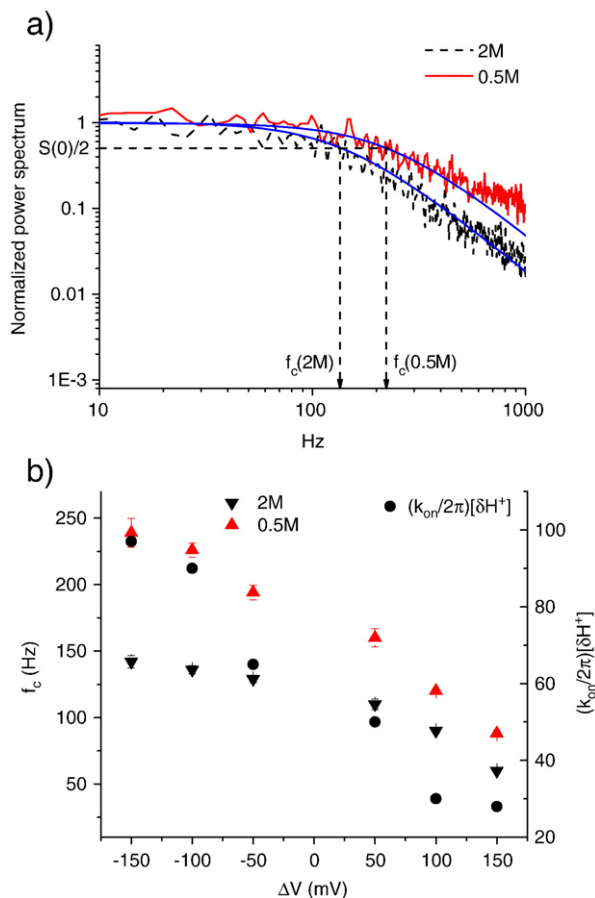 a)
2M
0.5M
Normalized power spectrum
1
S(0)/2
0.1
0.01
1E-3
f_c(2M)
f_c(0.5M)
10
100
1000
Hz
b)
2M
0.5M
(k_on/2π)[δH⁺]
f_c (Hz)
250
200
150
100
50
100
80
60
40
20
(k_on/2π)[δH⁺]
-150
-100
-50
0
50
100
150
ΔV (mV)